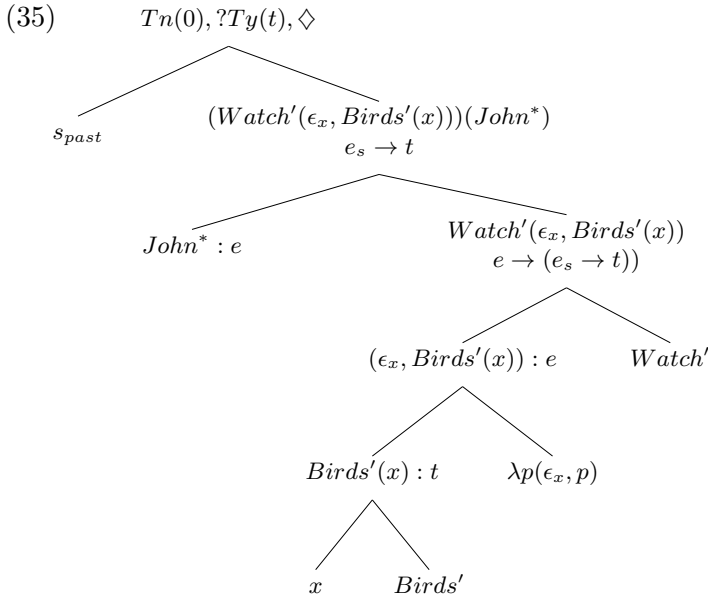 (35) Tn(0), ?Ty(t), ◇
s_past
(Watch′(ϵ_x, Birds′(x)))(John*)
e_s → t
John* : e
Watch′(ϵ_x, Birds′(x))
e → (e_s → t))
(ϵ_x, Birds′(x)) : e Watch′
Birds′(x) : t λp(ϵ_x, p)
x Birds′